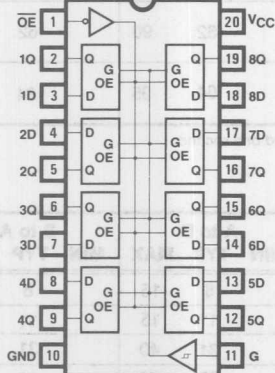 O̅E̅ 1 20 VCC
1Q 2 Q G OE G OE Q 19 8Q
1D 3 D D 18 8D
2D 4 D G OE G OE D 17 7D
2Q 5 Q Q 16 7Q
3Q 6 Q G OE G OE Q 15 6Q
3D 7 D D 14 6D
4D 8 D G OE G OE D 13 5D
4Q 9 Q Q 12 5Q
GND 10 11 G